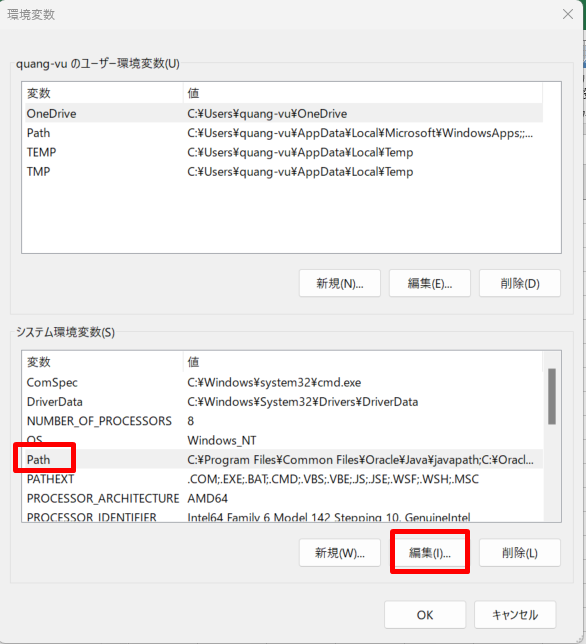 環境変数
quang-vu のユーザー環境変数(U)
変数 値
OneDrive C:¥Users¥quang-vu¥OneDrive
Path C:¥Users¥quang-vu¥AppData¥Local¥Microsoft¥WindowsApps;;...
TEMP C:¥Users¥quang-vu¥AppData¥Local¥Temp
TMP C:¥Users¥quang-vu¥AppData¥Local¥Temp
新規(N)... 編集(E)... 削除(D)
システム環境変数(S)
変数 値
ComSpec C:¥Windows¥system32¥cmd.exe
DriverData C:¥Windows¥System32¥Drivers¥DriverData
NUMBER_OF_PROCESSORS 8
OS Windows_NT
Path C:¥Program Files¥Common Files¥Oracle¥Java¥javapath;C:¥Oracl...
PATHEXT .COM;.EXE;.BAT;.CMD;.VBS;.VBE;.JS;.JSE;.WSF;.WSH;.MSC
PROCESSOR_ARCHITECTURE AMD64
PROCESSOR_IDENTIFIER Intel64 Family 6 Model 142 Stepping 10, GenuineIntel
新規(W)... 編集(I)... 削除(L)
OK キャンセル